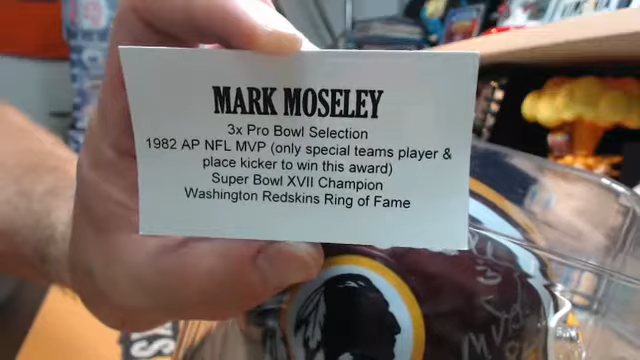 MARK MOSELEY
3x Pro Bowl Selection
1982 AP NFL MVP (only special teams player &
place kicker to win this award)
Super Bowl XVII Champion
Washington Redskins Ring of Fame
MVP